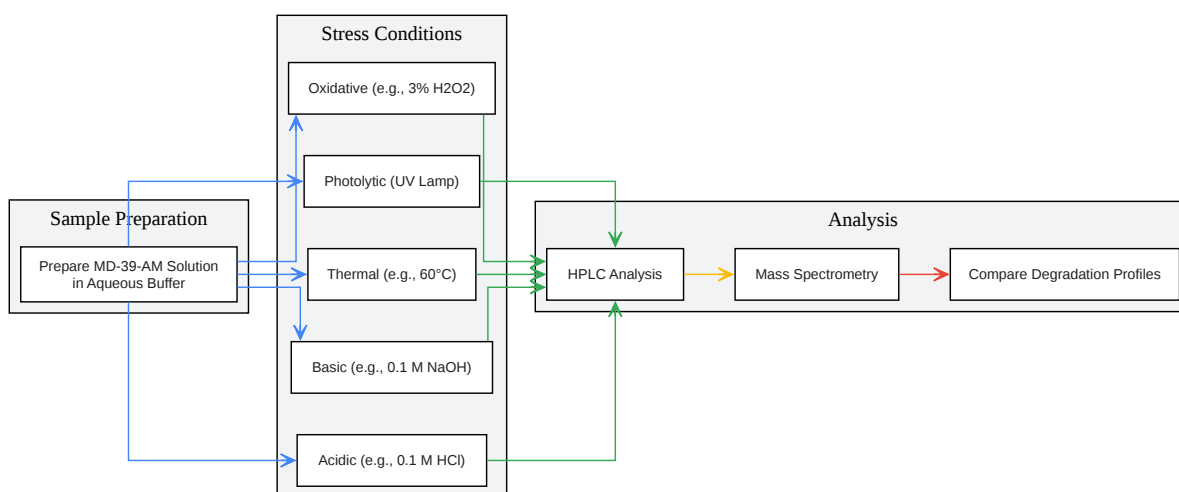 Sample Preparation
Prepare MD-39-AM Solution
in Aqueous Buffer
Stress Conditions
Oxidative (e.g., 3% H2O2)
Photolytic (UV Lamp)
Thermal (e.g., 60°C)
Basic (e.g., 0.1 M NaOH)
Acidic (e.g., 0.1 M HCl)
Analysis
HPLC Analysis
Mass Spectrometry
Compare Degradation Profiles